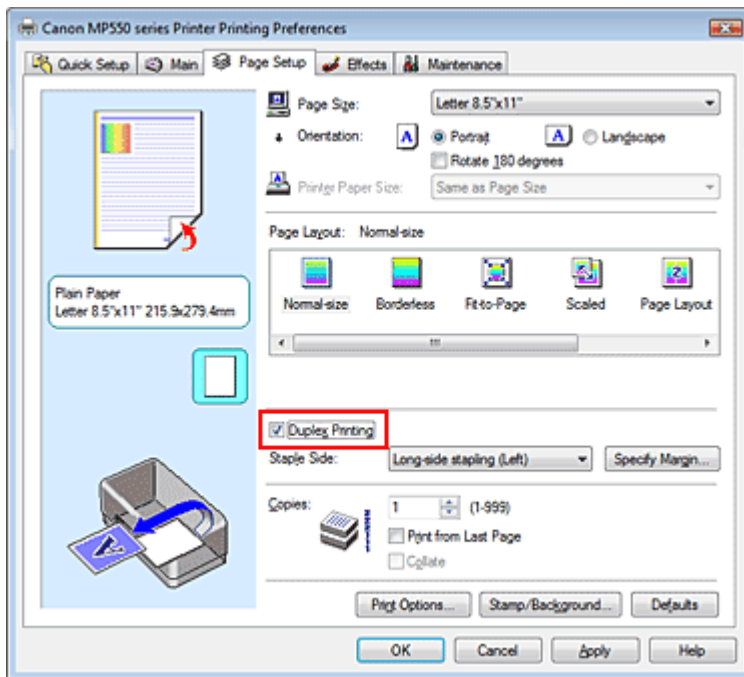 Canon MP550 series Printer Printing Preferences
Quick Setup Main Page Setup Effects Maintenance
Page Size: Letter 8.5"x11"
Orientation: A Portrait A Landscape
Rotate 180 degrees
Printer Paper Size: Same as Page Size
Page Layout: Normal-size
Normal-size Borderless Fit-to-Page Scaled Page Layout
Plain Paper
Letter 8.5"x11" 215.9x279.4mm
Duplex Printing
Staple Side: Long-side stapling (Left) Specify Margin...
Copies: 1 (1-999)
Print from Last Page
Collate
Print Options... Stamp/Background... Defaults
OK Cancel Apply Help